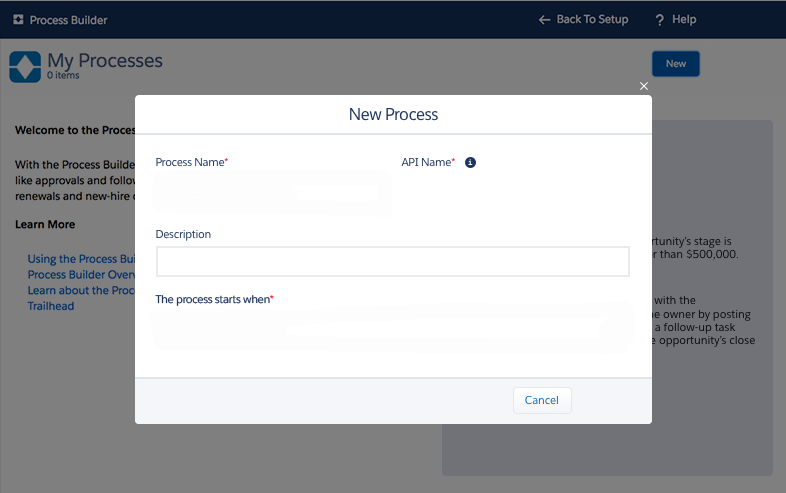 Process Builder
Back To Setup
? Help
My Processes
0 items
New
×
New Process
Process Name*
API Name*
Description
The process starts when*
Cancel
Welcome to the Proces
With the Process Builde
like approvals and follow
renewals and new-hire
Learn More
Using the Process Bui
Process Builder Overv
Learn about the Proc
Trailhead
rtunity's stage is
r than $500,000.
with the
e owner by posting
a follow-up task
e opportunity's close